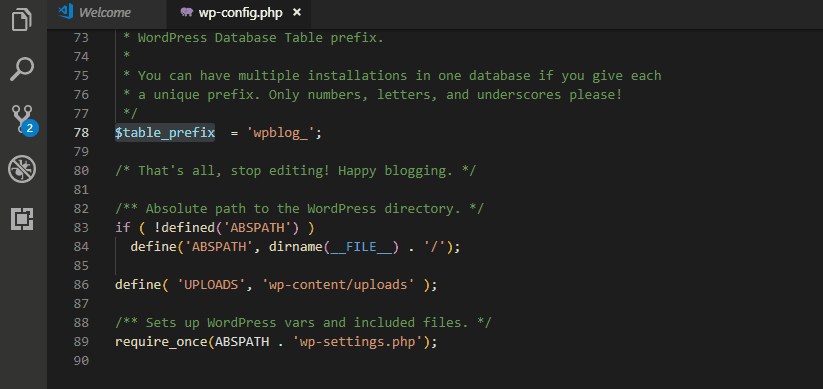 Welcome
wp-config.php ×
2
73 * WordPress Database Table prefix.
74 *
75 * You can have multiple installations in one database if you give each
76 * a unique prefix. Only numbers, letters, and underscores please!
77 */
78 $table_prefix  = 'wpblog_';
79
80 /* That's all, stop editing! Happy blogging. */
81
82 /** Absolute path to the WordPress directory. */
83 if ( !defined('ABSPATH') )
84   define('ABSPATH', dirname(__FILE__) . '/');
85
86 define( 'UPLOADS', 'wp-content/uploads' );
87
88 /** Sets up WordPress vars and included files. */
89 require_once(ABSPATH . 'wp-settings.php');
90